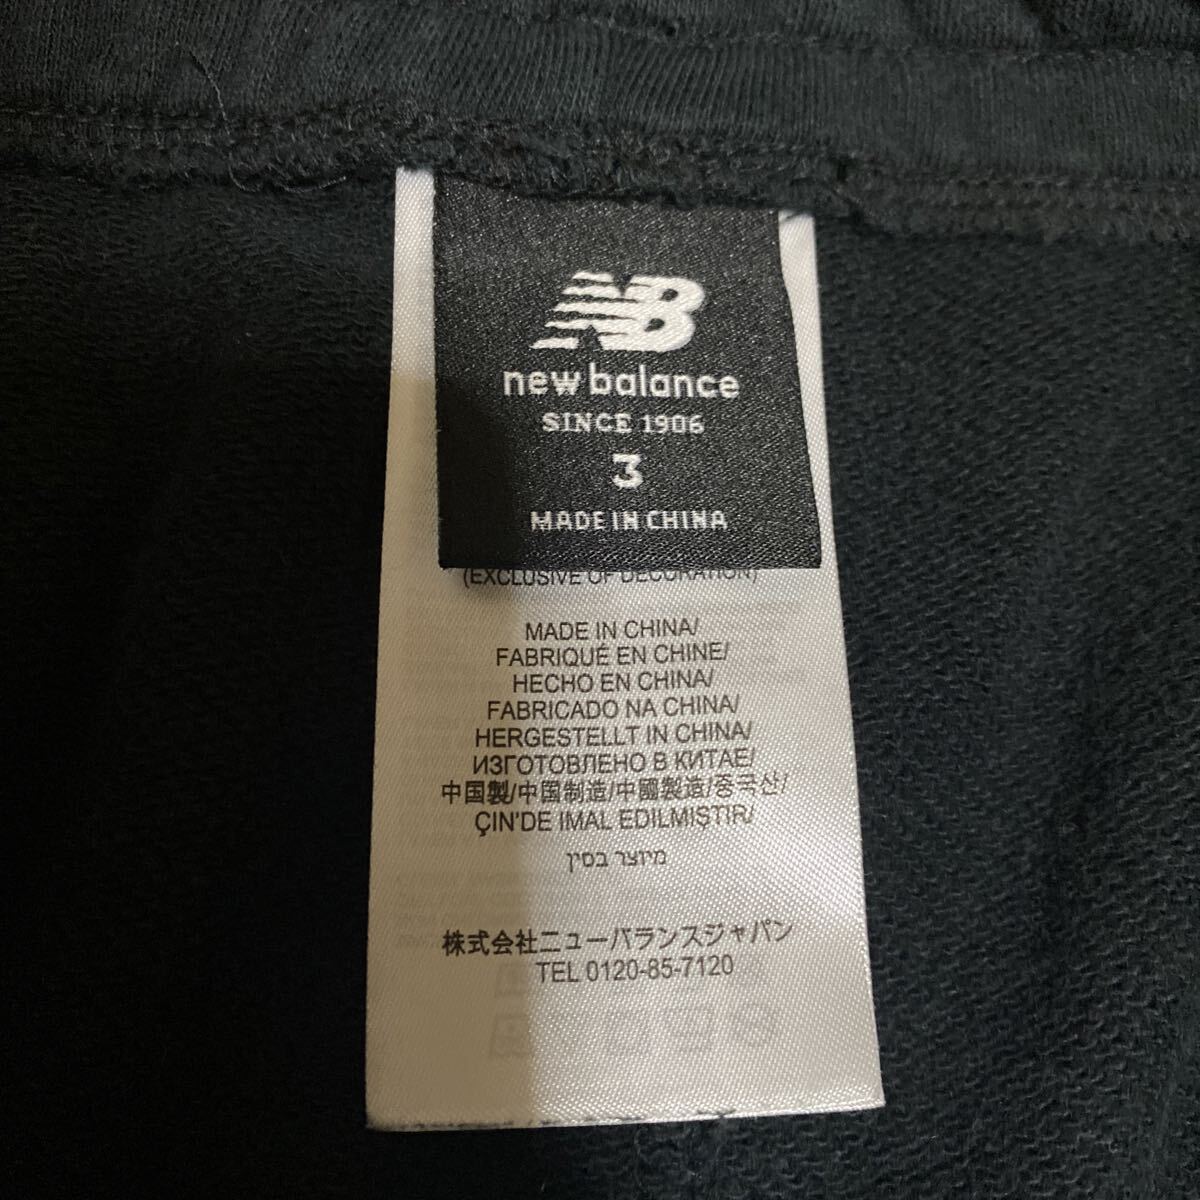 NB
new balance
SINCE 1906
3
MADE IN CHINA
(EXCLUSIVE OF DECORATION)
MADE IN CHINA/
FABRIQUÉ EN CHINE/
HECHO EN CHINA/
FABRICADO NA CHINA/
HERGESTELLT IN CHINA/
ИЗГОТОВЛЕНО В КИТАЕ/
中国製/中国制造/中國製造/중국산/
ÇIN'DE IMAL EDILMIŞTIR/
מיוצר בסין
株式会社ニューバランスジャパン
TEL 0120-85-7120